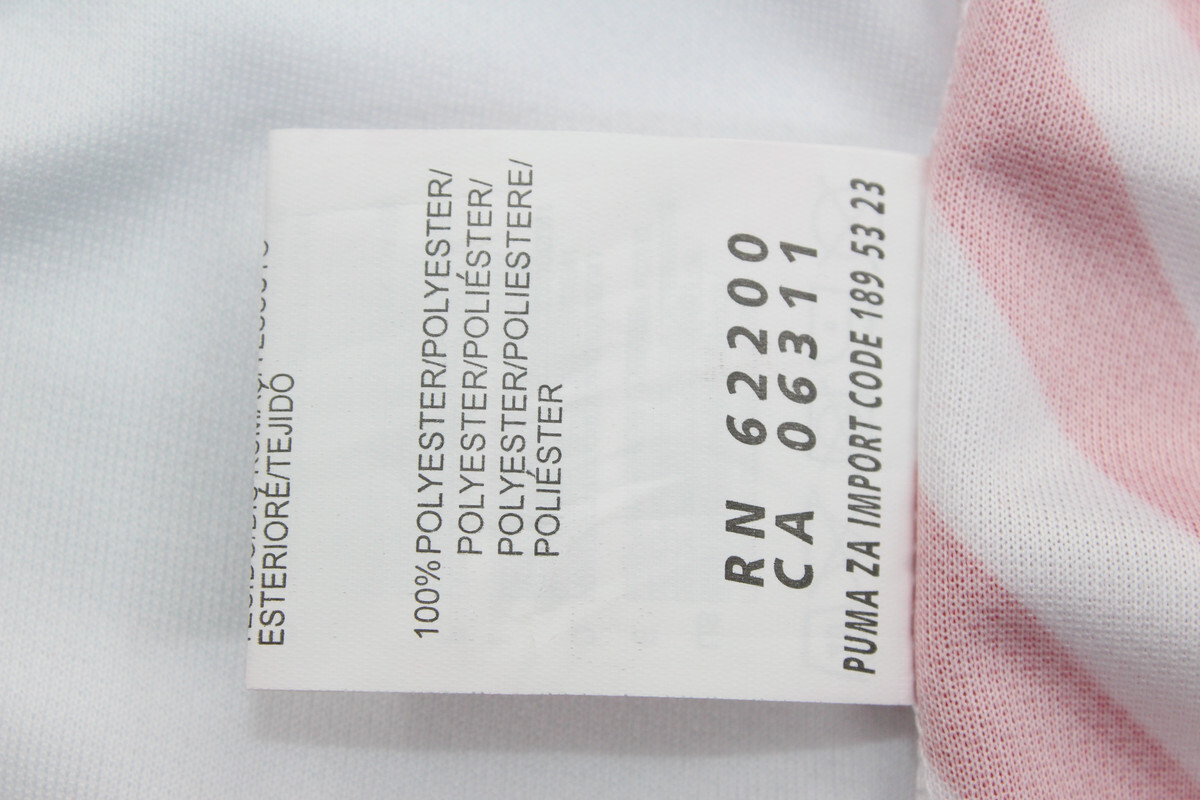 ESTERIORE/TEJIDO
100% POLYESTER/POLYESTER/
POLYESTER/POLIÉSTER/
POLYESTER/POLIESTERE/
POLIÉSTER
RN 62200
CA 06311
PUMA ZA IMPORT CODE 189 53 23